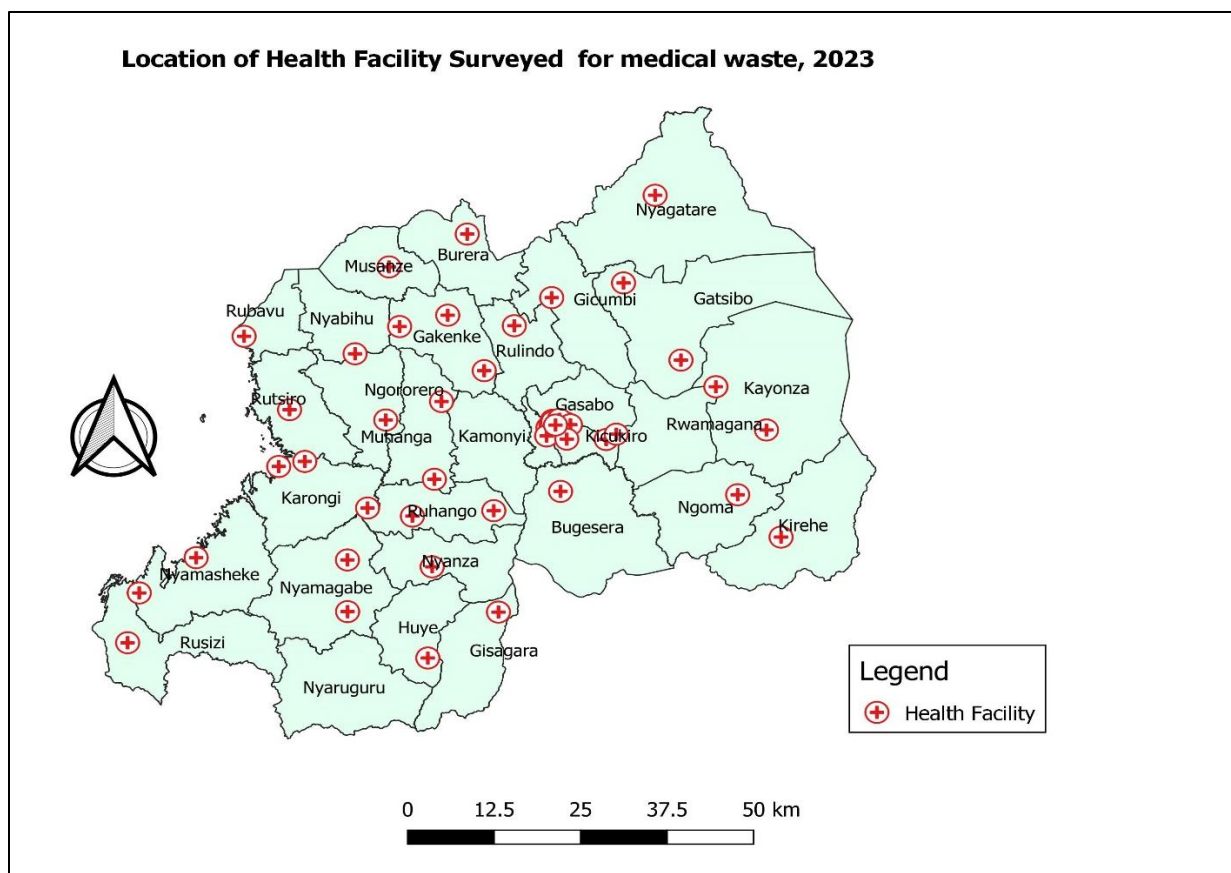 Location of Health Facility Surveyed for medical waste, 2023
Nyagatare
Burera
Musanze
Gicumbi
Gatsibo
Rubavu
Nyabihu
Gakenke
Rulindo
Ngororero
Kayonza
Rutsiro
Gasabo
Muhanga
Kamonyi
Kicukiro
Rwamagana
Karongi
Ruhango
Bugesera
Ngoma
Kirehe
Nyanza
Nyamasheke
Nyamagabe
Huye
Rusizi
Gisagara
Nyaruguru
Legend
Health Facility
0 12.5 25 37.5 50 km